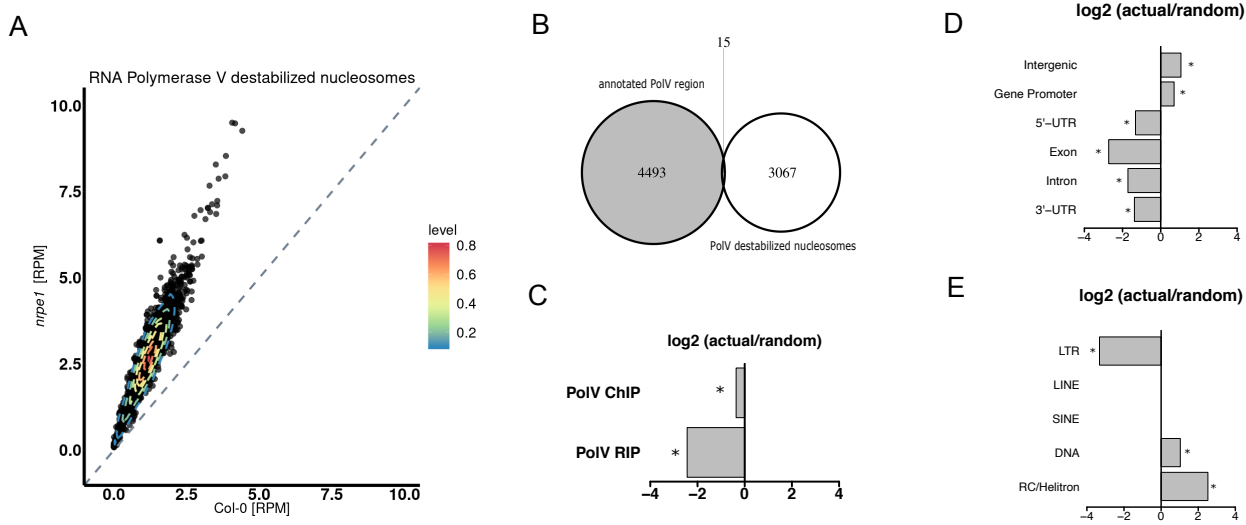 A
RNA Polymerase V destabilized nucleosomes
10.0
7.5
5.0
2.5
0.0
nrpe1 [RPM]
0.0 2.5 5.0 7.5 10.0
Col-0 [RPM]
level
0.8
0.6
0.4
0.2
B
15
annotated PolV region
4493 3067
PolV destabilized nucleosomes
C
log2 (actual/random)
PolV ChIP *
PolV RIP *
−4 −2 0 2 4
D
log2 (actual/random)
Intergenic *
Gene Promoter *
5'−UTR *
Exon *
Intron *
3'−UTR *
−4 −2 0 2 4
E
log2 (actual/random)
LTR *
LINE
SINE
DNA *
RC/Helitron *
−4 −2 0 2 4